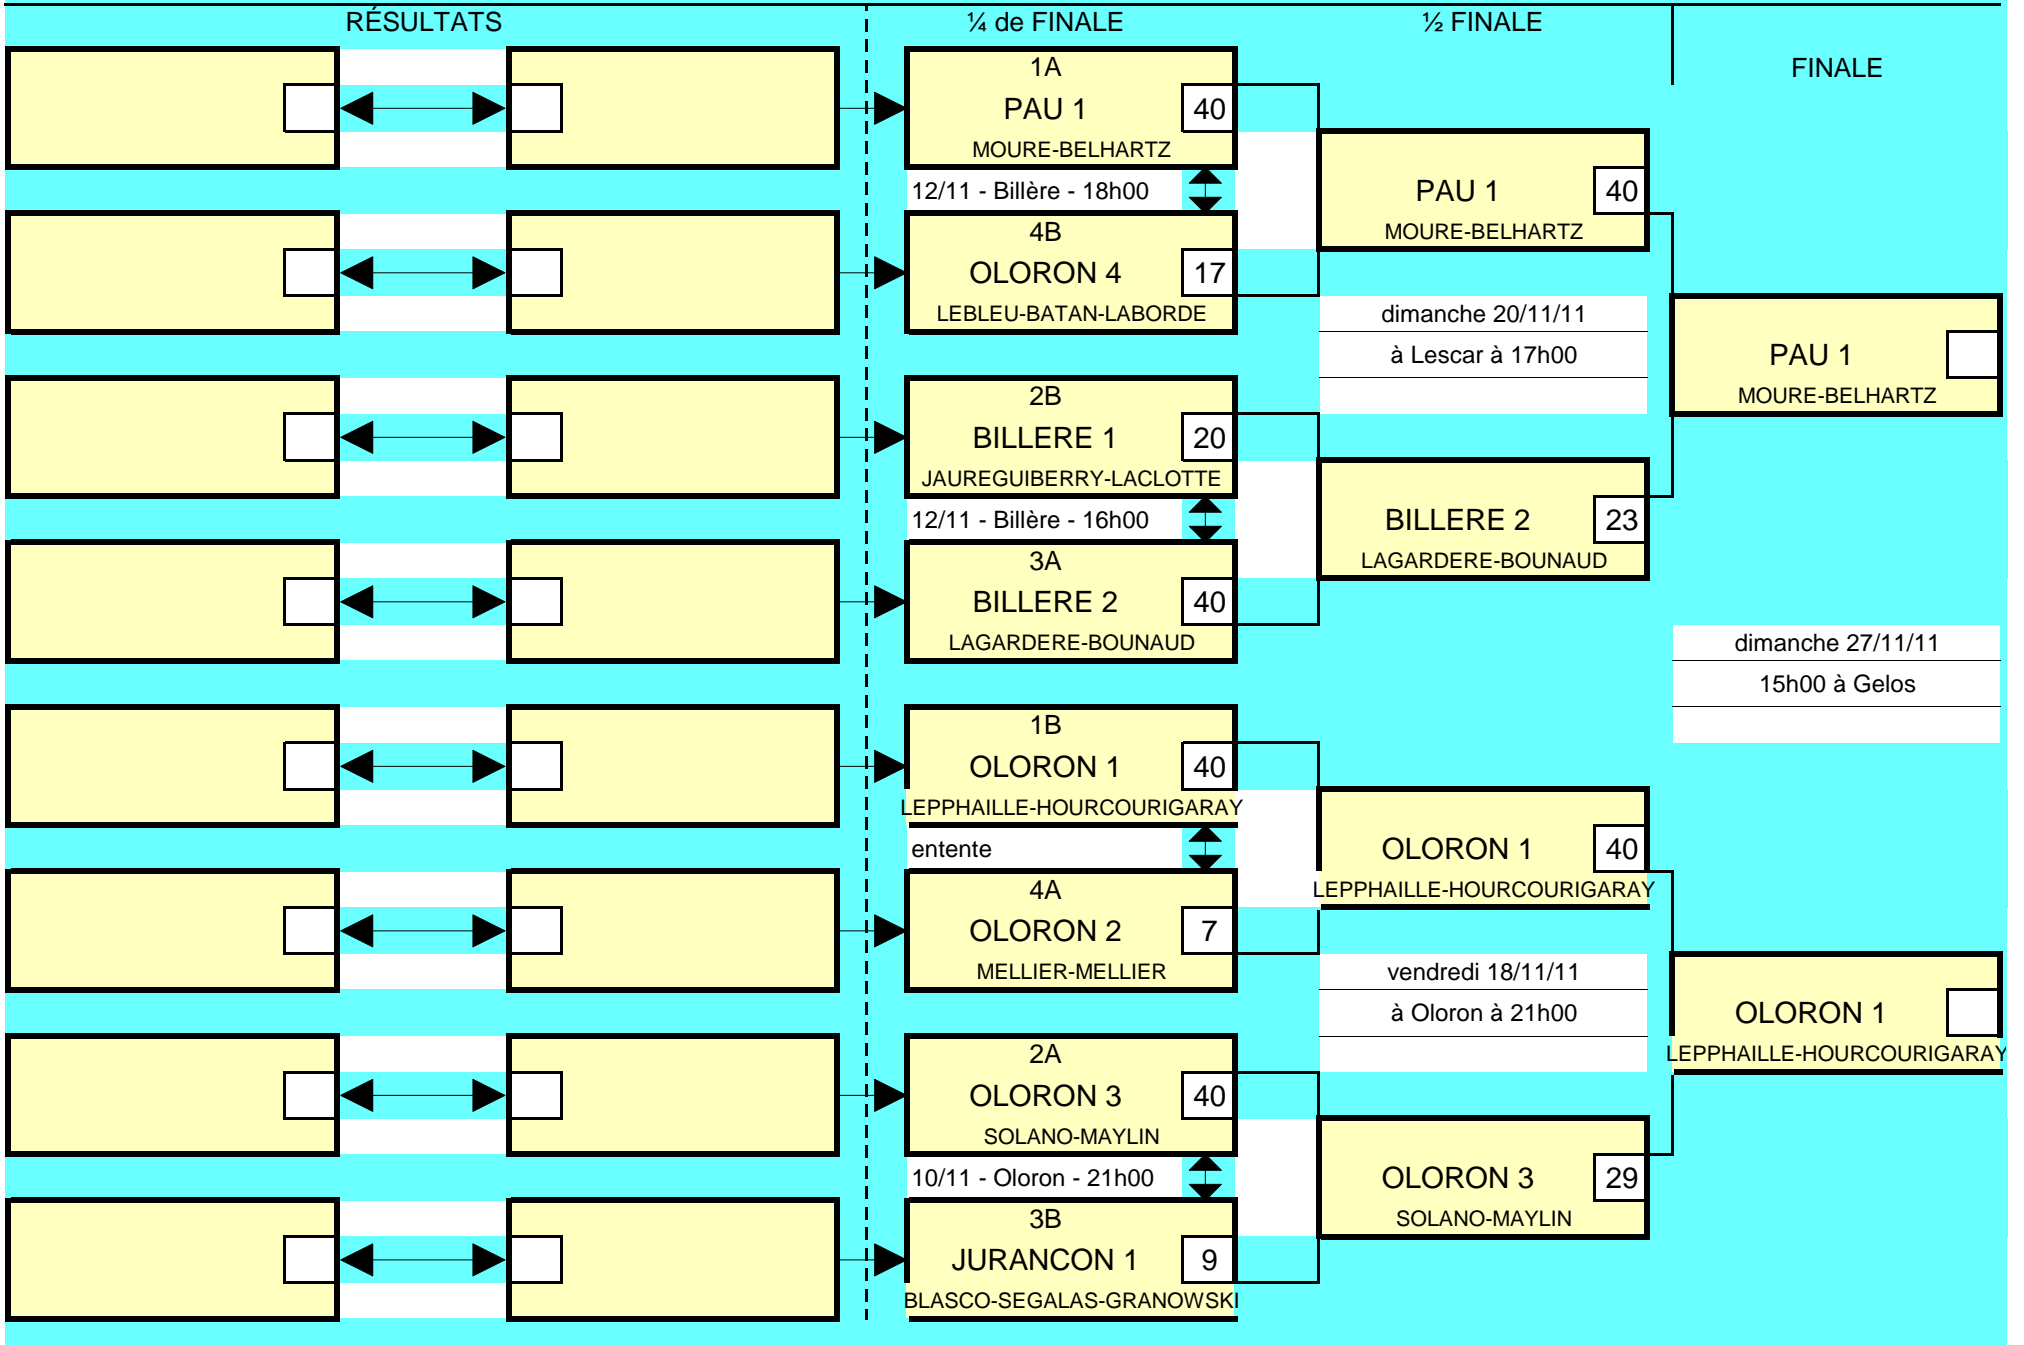 RÉSULTATS
¼ de FINALE
½ FINALE
FINALE
1A
PAU 1
40
MOURE-BELHARTZ
12/11 - Billère - 18h00
4B
OLORON 4
17
LEBLEU-BATAN-LABORDE
2B
BILLERE 1
20
JAUREGUIBERRY-LACLOTTE
12/11 - Billère - 16h00
3A
BILLERE 2
40
LAGARDERE-BOUNAUD
1B
OLORON 1
40
LEPPHAILLE-HOURCOURIGARAY
entente
4A
OLORON 2
7
MELLIER-MELLIER
2A
OLORON 3
40
SOLANO-MAYLIN
10/11 - Oloron - 21h00
3B
JURANCON 1
9
BLASCO-SEGALAS-GRANOWSKI
PAU 1
40
MOURE-BELHARTZ
dimanche 20/11/11
à Lescar à 17h00
BILLERE 2
23
LAGARDERE-BOUNAUD
OLORON 1
40
LEPPHAILLE-HOURCOURIGARAY
vendredi 18/11/11
à Oloron à 21h00
OLORON 3
29
SOLANO-MAYLIN
PAU 1
MOURE-BELHARTZ
dimanche 27/11/11
15h00 à Gelos
OLORON 1
LEPPHAILLE-HOURCOURIGARAY